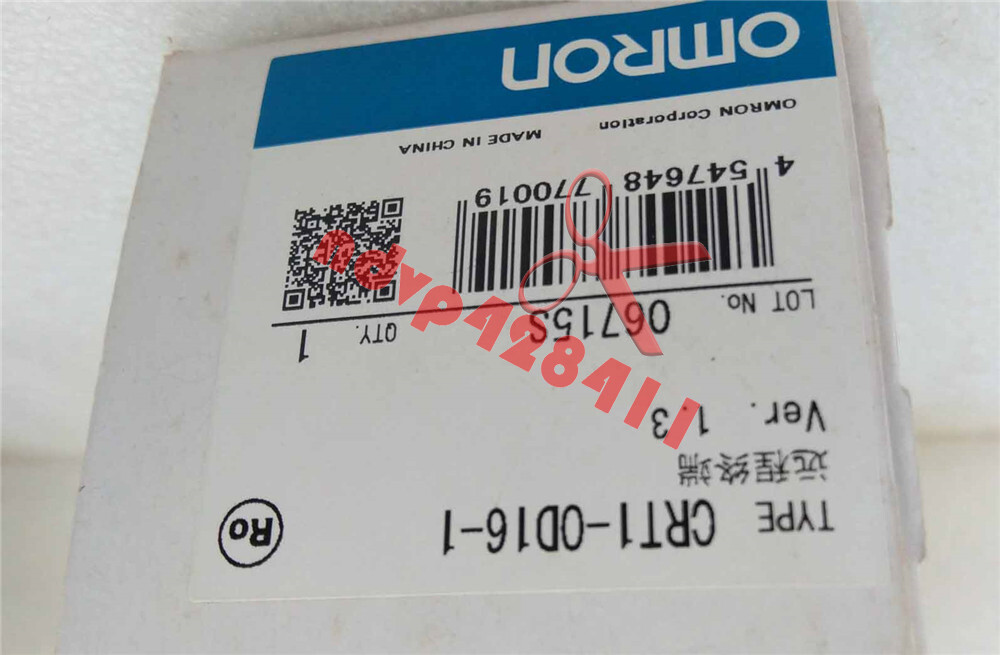 TYPE CRT1-OD16-1
远程终端
Ver. 1.3
Ro
LOT No. 06715S QTY. 1
4 547648 770019
OMRON Corporation MADE IN CHINA
OMRON
ndvp428411